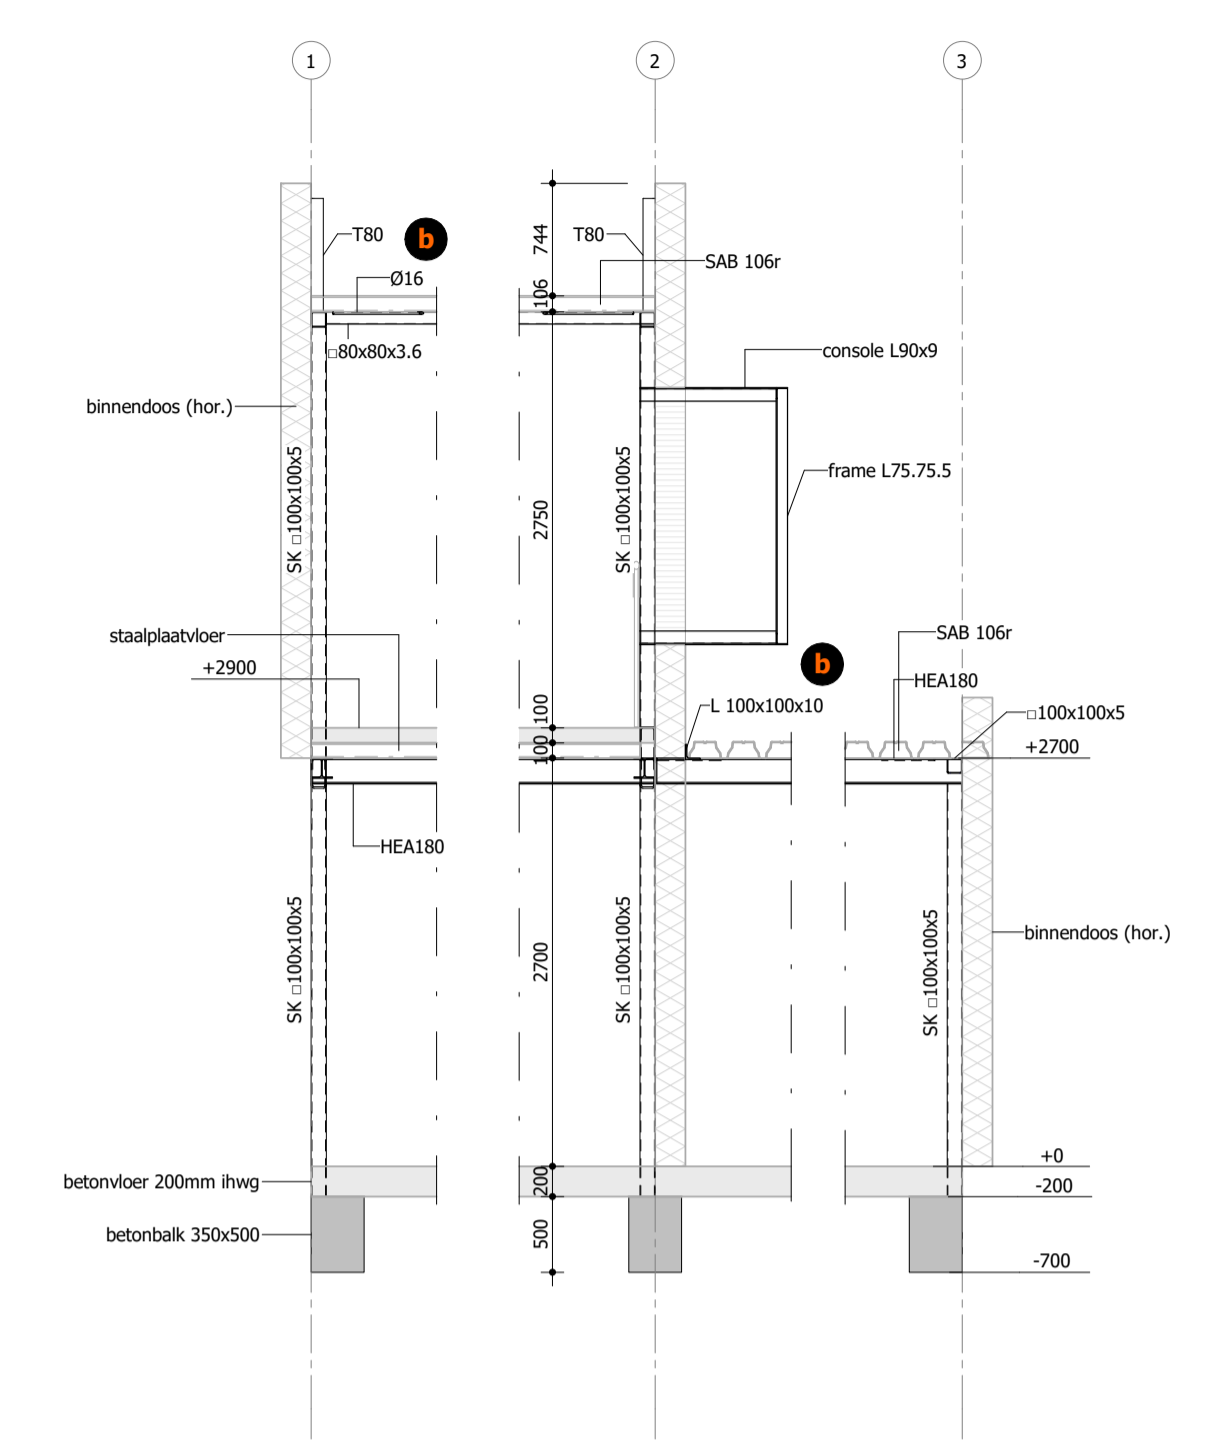 1
2
3
T80
b
T80
744
SAB 106r
Ø16
106
□80x80x3.6
console L90x9
binnendoos (hor.)
SK □100x100x5
2750
SK □100x100x5
frame L75.75.5
staalplaatvloer
+2900
b
SAB 106r
HEA180
L 100x100x10
□100x100x5
100
100
+2700
HEA180
SK □100x100x5
2700
SK □100x100x5
SK □100x100x5
binnendoos (hor.)
betonvloer 200mm ihwg
200
+0
-200
betonbalk 350x500
500
-700